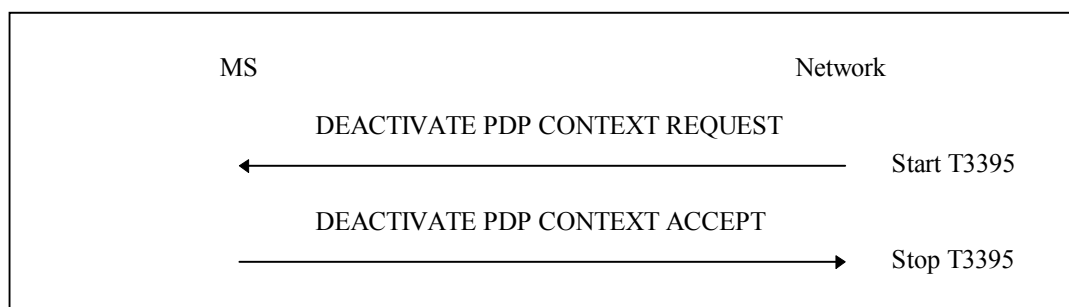 MS Network
DEACTIVATE PDP CONTEXT REQUEST
Start T3395
DEACTIVATE PDP CONTEXT ACCEPT
Stop T3395